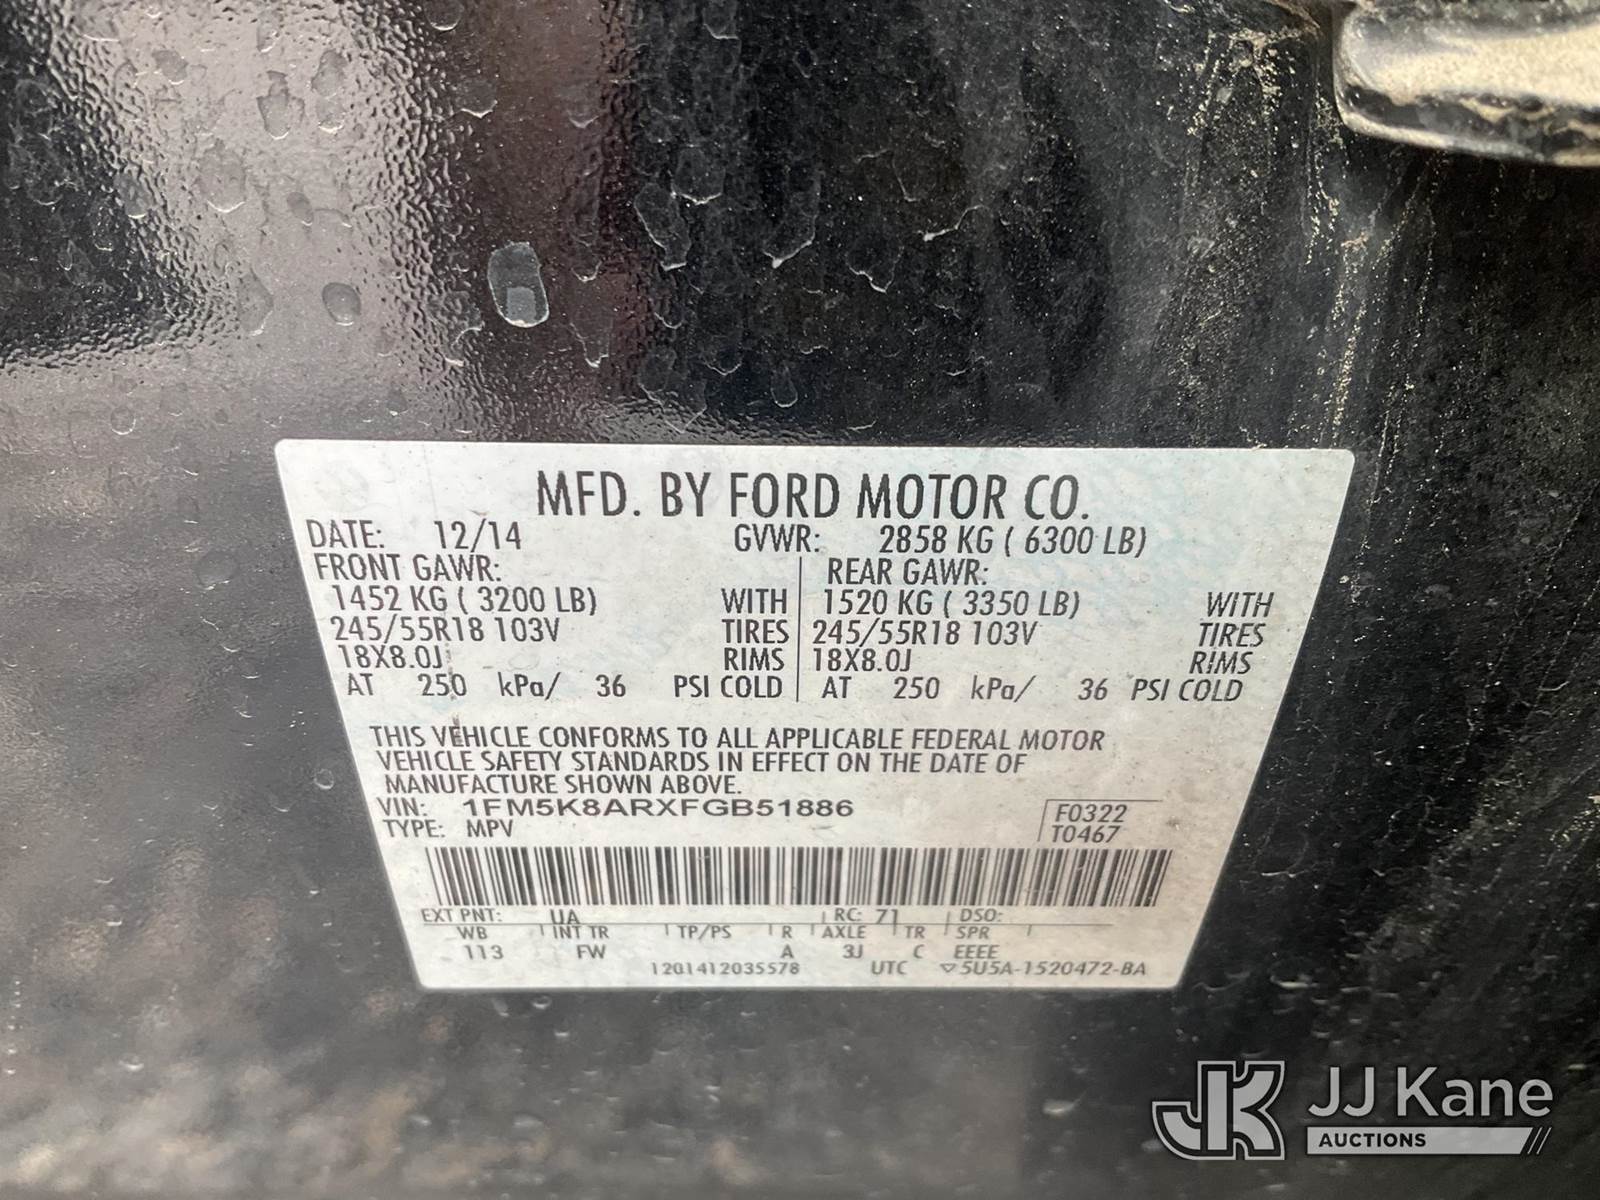 MFD. BY FORD MOTOR CO.
DATE: 12/14 GVWR: 2858 KG ( 6300 LB)
FRONT GAWR: REAR GAWR:
1452 KG ( 3200 LB) WITH 1520 KG ( 3350 LB) WITH
245/55R18 103V TIRES 245/55R18 103V TIRES
18X8.0J RIMS 18X8.0J RIMS
AT 250 kPa/ 36 PSI COLD AT 250 kPa/ 36 PSI COLD
THIS VEHICLE CONFORMS TO ALL APPLICABLE FEDERAL MOTOR
VEHICLE SAFETY STANDARDS IN EFFECT ON THE DATE OF
MANUFACTURE SHOWN ABOVE.
VIN: 1FM5K8ARXFGB51886 F0322
TYPE: MPV T0467
EXT PNT: UA RC: 71 DSO:
WB INT TR TP/PS R AXLE TR SPR
113 FW A 3J C EEEE
1201412035578 UTC ▽5U5A-1520472-BA
JK JJ Kane
AUCTIONS